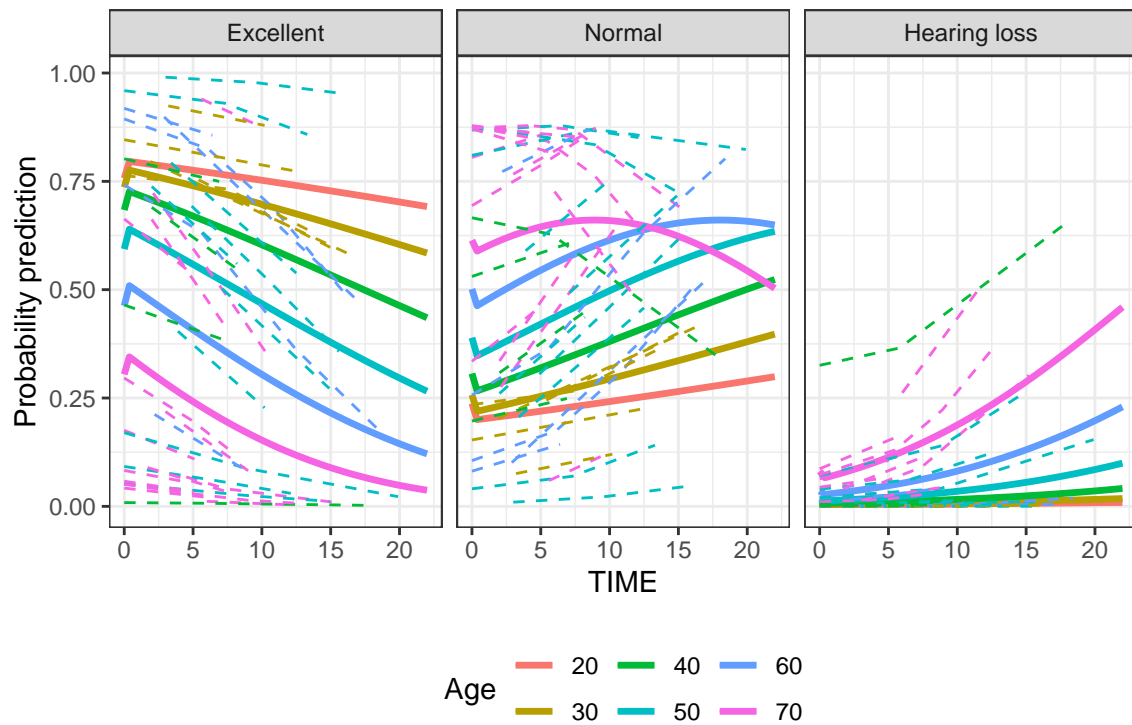 Excellent Normal Hearing loss
Probability prediction
1.00
0.75
0.50
0.25
0.00
0 5 10 15 20 0 5 10 15 20 0 5 10 15 20
TIME
Age
20 40 60
30 50 70